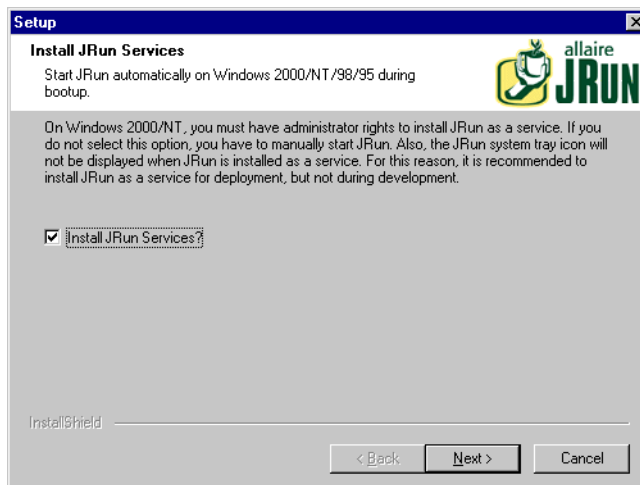 Setup
Install JRun Services
Start JRun automatically on Windows 2000/NT/98/95 during
bootup.
allaire
JRUN
On Windows 2000/NT, you must have administrator rights to install JRun as a service. If you
do not select this option, you have to manually start JRun. Also, the JRun system tray icon will
not be displayed when JRun is installed as a service. For this reason, it is recommended to
install JRun as a service for deployment, but not during development.
Install JRun Services?
InstallShield
< Back
Next >
Cancel